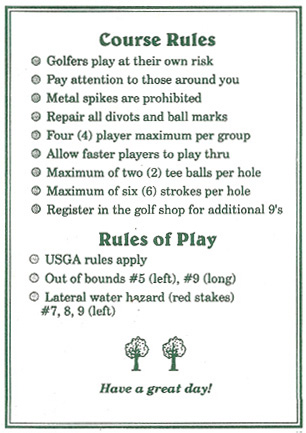 Course Rules
Golfers play at their own risk
Pay attention to those around you
Metal spikes are prohibited
Repair all divots and ball marks
Four (4) player maximum per group
Allow faster players to play thru
Maximum of two (2) tee balls per hole
Maximum of six (6) strokes per hole
Register in the golf shop for additional 9's
Rules of Play
USGA rules apply
Out of bounds #5 (left), #9 (long)
Lateral water hazard (red stakes)
#7, 8, 9 (left)
Have a great day!